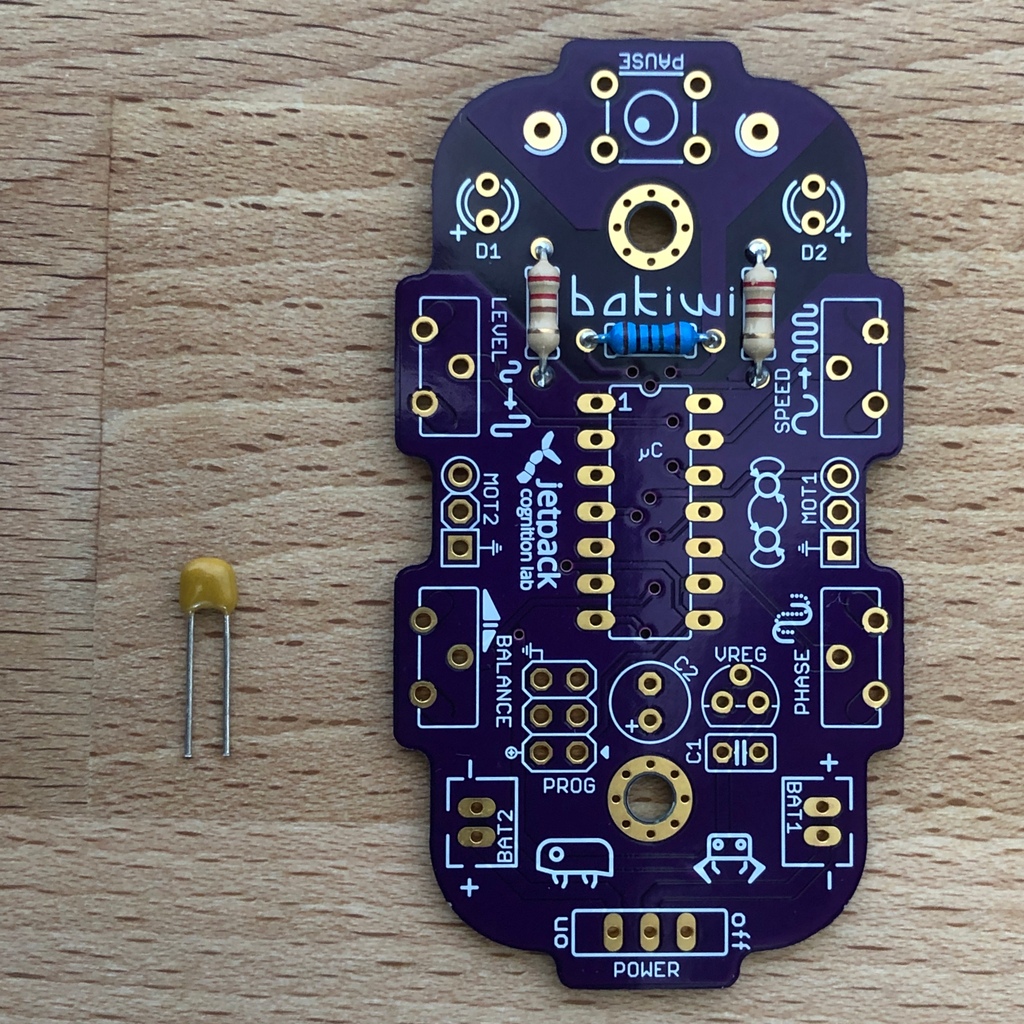 PAUSE
D1
D2
+
+
bakiwi
LEVEL
SPEED
1
µC
MOT2
MOT1
jetpack
cognition lab
BALANCE
PHASE
C2
VREG
+
C1
PROG
-
+
BAT2
BAT1
+
-
on
off
POWER